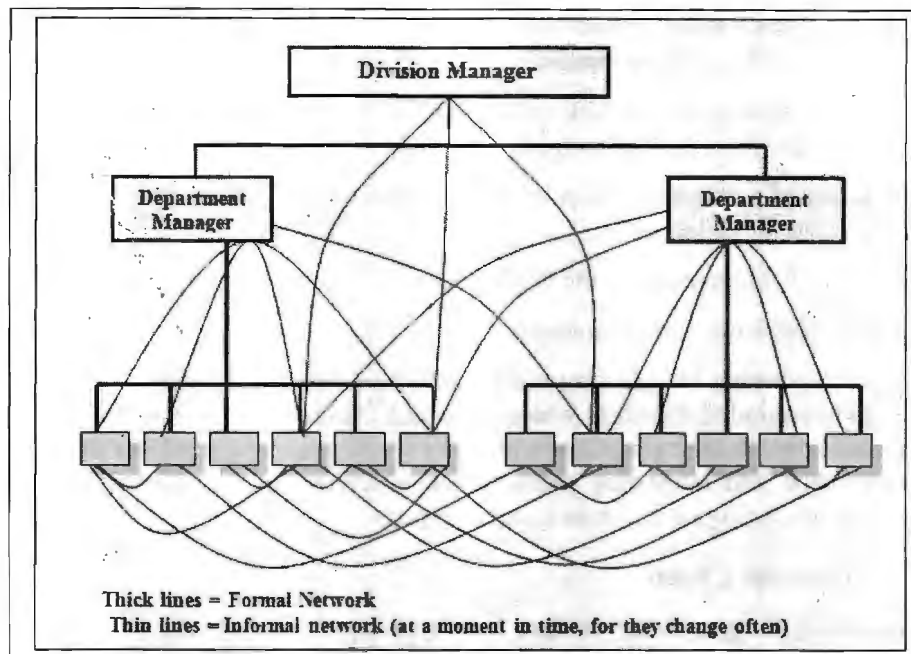 Division Manager
Department
Manager
Department
Manager
Thick lines = Formal Network
Thin lines = Informal network (at a moment in time, for they change often)